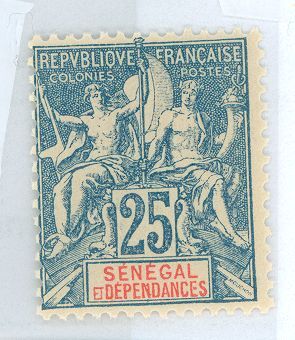 REPVBLIQVE FRANÇAISE
COLONIES POSTES
25
SÉNÉGAL
ET DÉPENDANCES